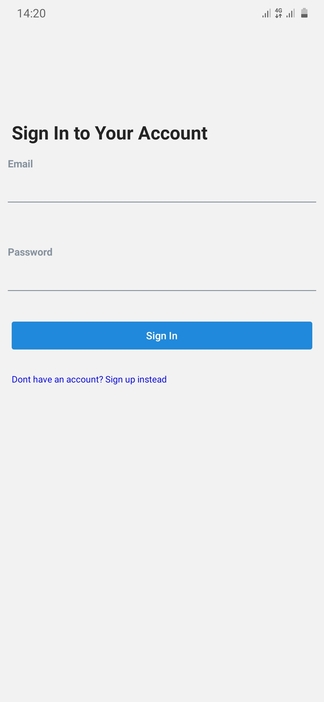 14:20
4G
Sign In to Your Account
Email
Password
Sign In
Dont have an account? Sign up instead